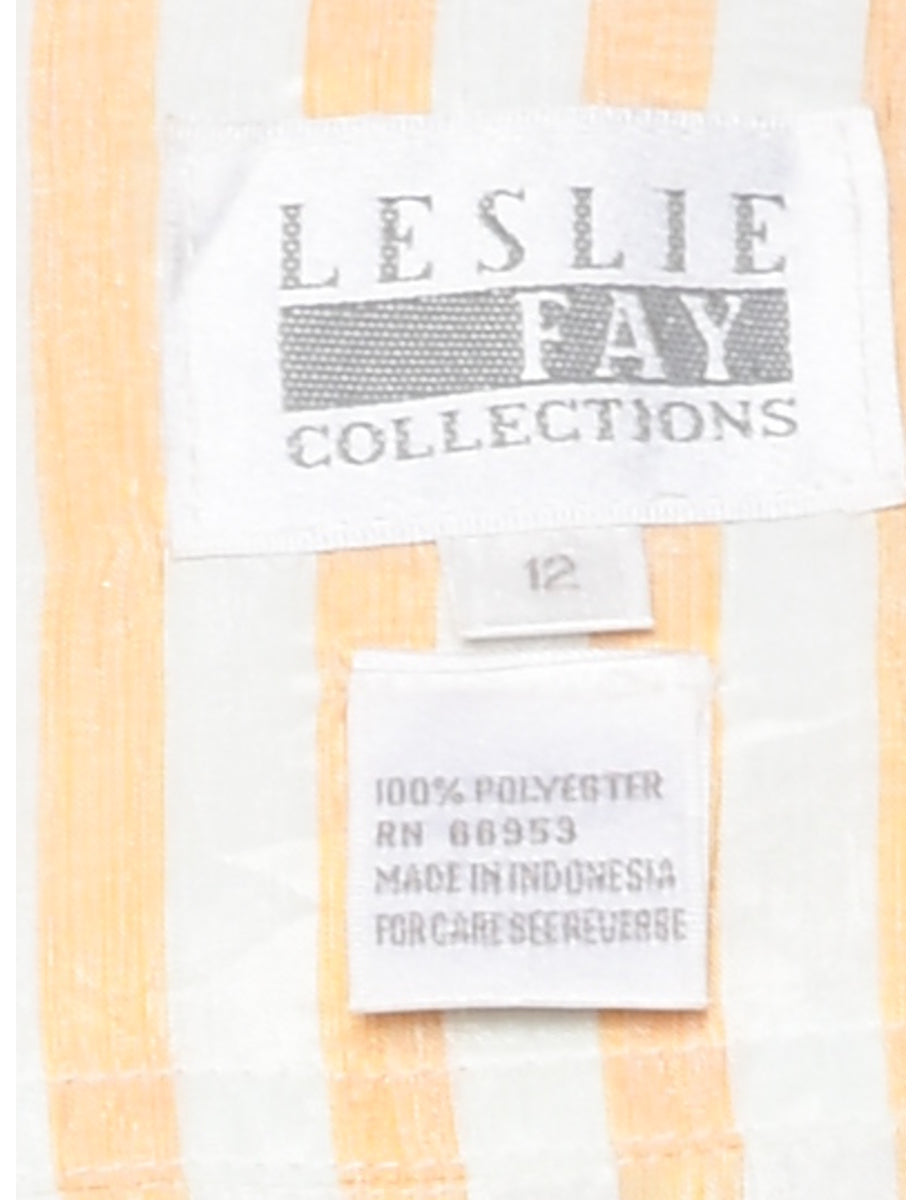 LESLIE
FAY
COLLECTIONS
12
100% POLYESTER
RN 66953
MADE IN INDONESIA
FOR CARE SEE REVERSE